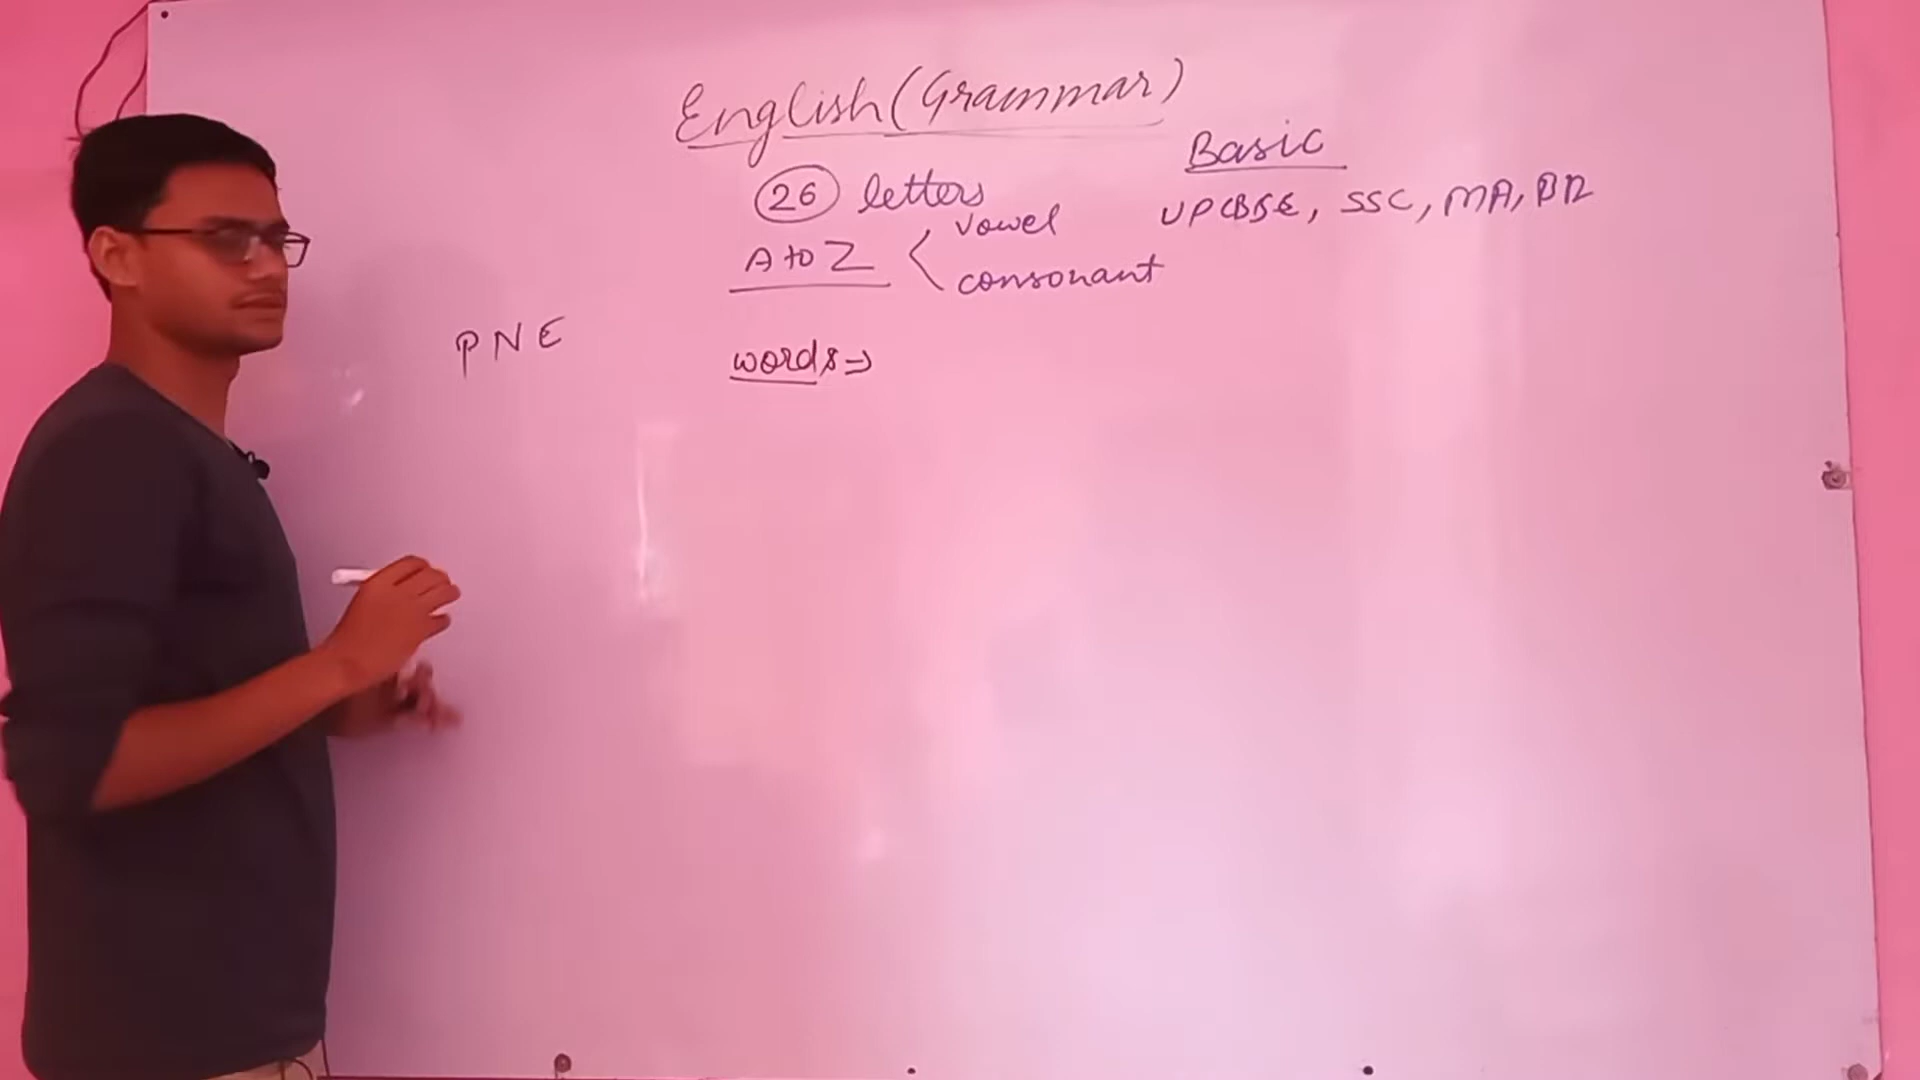 English (Grammar)
Basic
26 letters
UPCBSE, SSC, MA, BR
A to Z < vowel
consonant
PNE
words ⇒